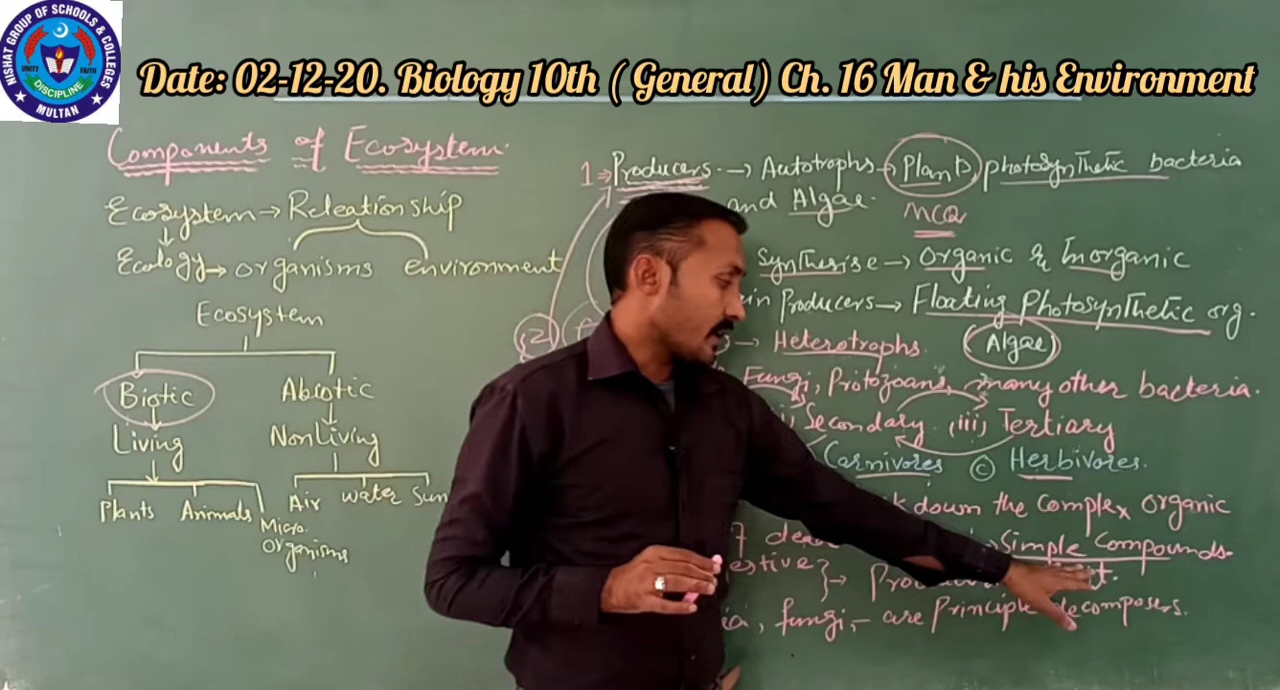 NISHAT GROUP OF SCHOOLS & COLLEGES
UNITY FAITH
DISCIPLINE
MULTAN
Date: 02-12-20. Biology 10th ( General) Ch. 16 Man & his Environment
Components of Ecosystem.
Ecosystem → Releationship
Ecology → organisms environment
Ecosystem
Biotic Abiotic
Living NonLiving
Plants Animals Micro. Organisms
Air water Sun
1 ⇒ Producers. → Autotrophs → Plants, photosynthetic bacteria
and Algae. MCQ
Synthesise → Organic & Inorganic
in Producers → Floating Photosynthetic org.
(2) → Heterotrophs. (Algae)
Fungi, Protozoans, many other bacteria.
Secondary (iii) Tertiary
Carnivores © Herbivores.
down the Complex Organic
Simple Compounds.
fungi, - are Principle decomposers.